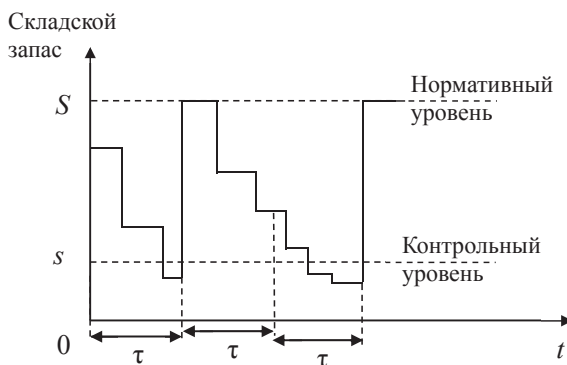 Складской
запас
S
Нормативный
уровень
s
Контрольный
уровень
0
τ
τ
τ
t